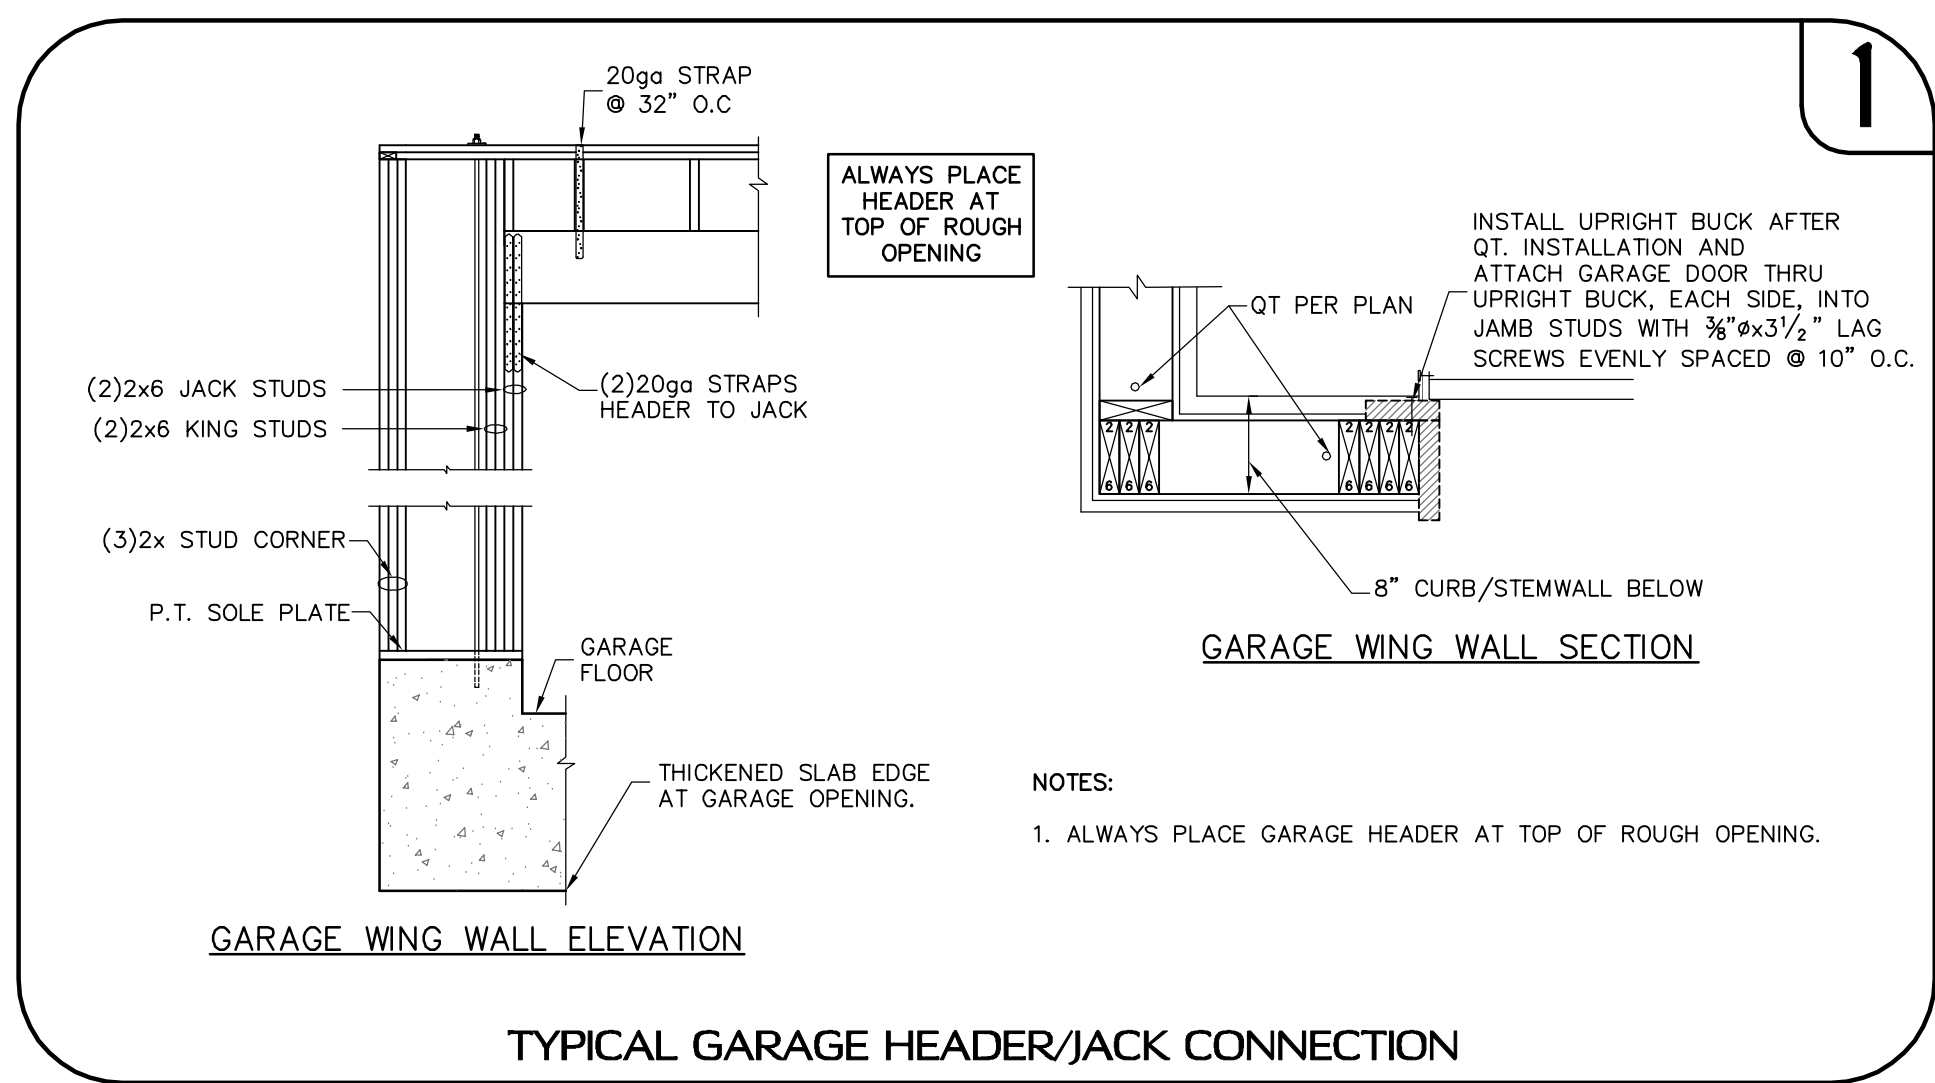 1
20ga STRAP
@ 32" O.C
ALWAYS PLACE
HEADER AT
TOP OF ROUGH
OPENING
(2)2x6 JACK STUDS
(2)2x6 KING STUDS
(2)20ga STRAPS
HEADER TO JACK
(3)2x STUD CORNER
P.T. SOLE PLATE
GARAGE
FLOOR
THICKENED SLAB EDGE
AT GARAGE OPENING.
GARAGE WING WALL ELEVATION
INSTALL UPRIGHT BUCK AFTER
QT. INSTALLATION AND
ATTACH GARAGE DOOR THRU
UPRIGHT BUCK, EACH SIDE, INTO
JAMB STUDS WITH ⅜"øx3½" LAG
SCREWS EVENLY SPACED @ 10" O.C.
QT PER PLAN
2 2 2 2 2 2 2
6 6 6 6 6 6 6
8" CURB/STEMWALL BELOW
GARAGE WING WALL SECTION
NOTES:
1. ALWAYS PLACE GARAGE HEADER AT TOP OF ROUGH OPENING.
TYPICAL GARAGE HEADER/JACK CONNECTION